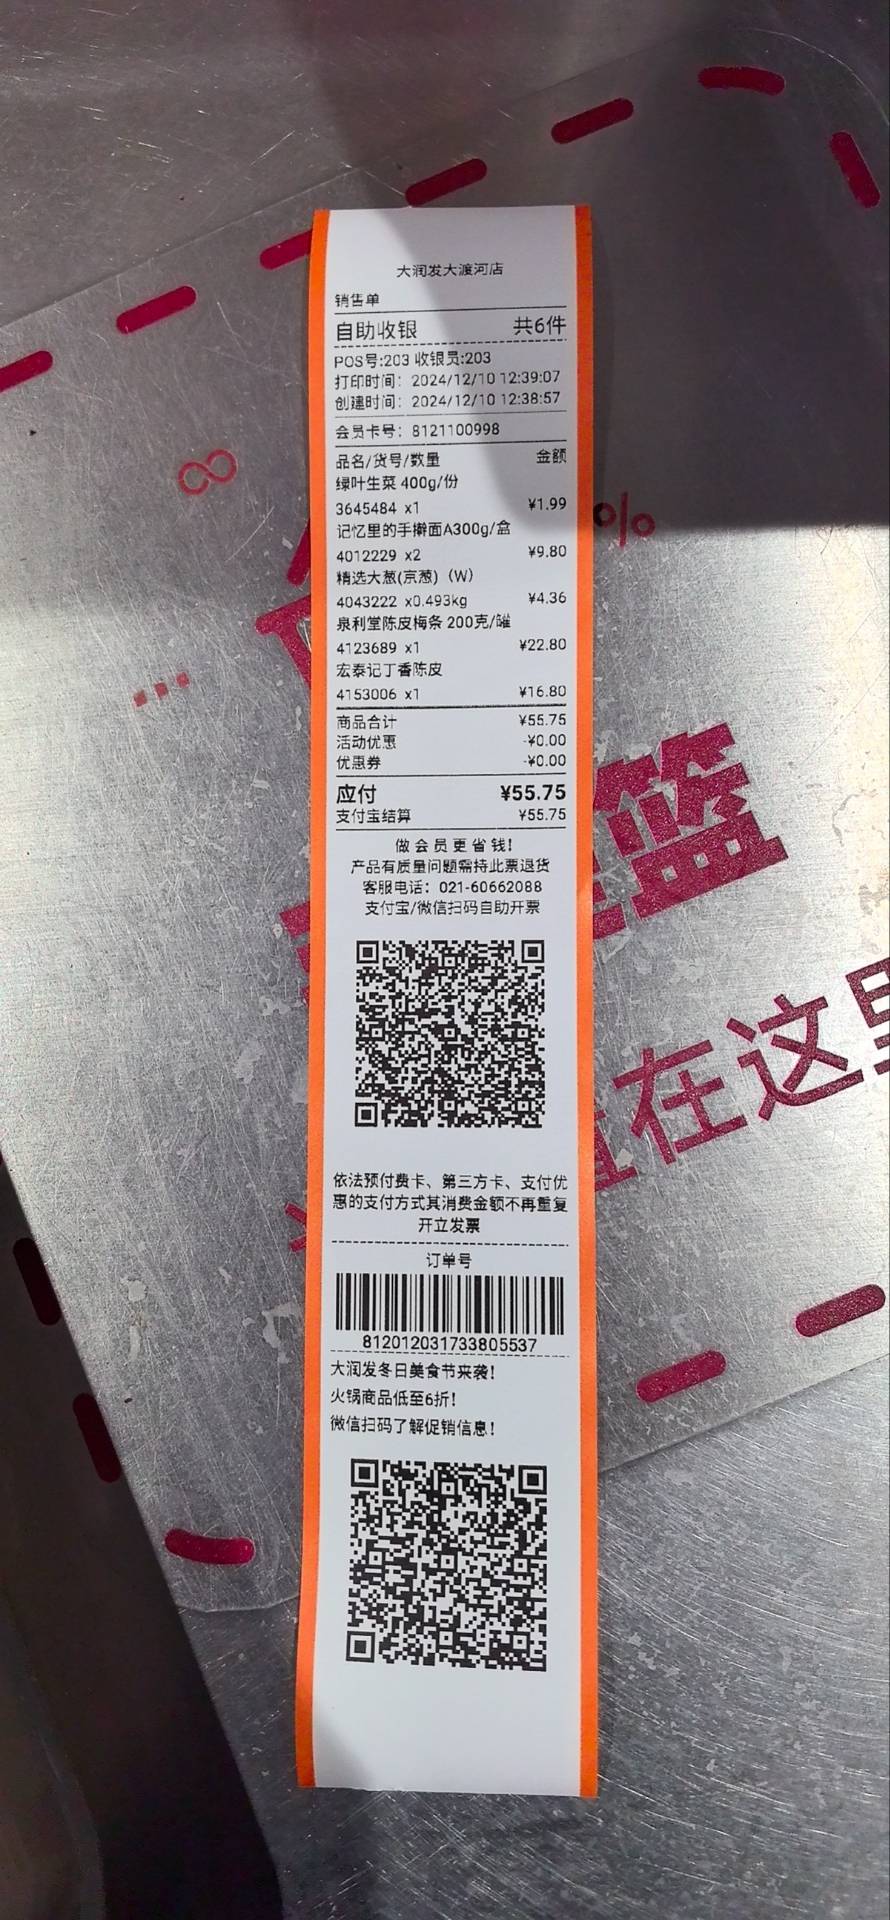 大润发大渡河店
销售单
自助收银 共6件
POS号:203 收银员:203
打印时间：2024/12/10 12:39:07
创建时间：2024/12/10 12:38:57
会员卡号：8121100998
品名/货号/数量 金额
绿叶生菜 400g/份
3645484 x1 ¥1.99
记忆里的手擀面A300g/盒
4012229 x2 ¥9.80
精选大葱(京葱)（W）
4043222 x0.493kg ¥4.36
泉利堂陈皮梅条 200克/罐
4123689 x1 ¥22.80
宏泰记丁香陈皮
4153006 x1 ¥16.80
商品合计 ¥55.75
活动优惠 -¥0.00
优惠券 -¥0.00
应付 ¥55.75
支付宝结算 ¥55.75
做会员更省钱!
产品有质量问题需持此票退货
客服电话：021-60662088
支付宝/微信扫码自助开票
依法预付费卡、第三方卡、支付优
惠的支付方式其消费金额不再重复
开立发票
订单号
812012031733805537
大润发冬日美食节来袭!
火锅商品低至6折!
微信扫码了解促销信息!
%
篮
在这里